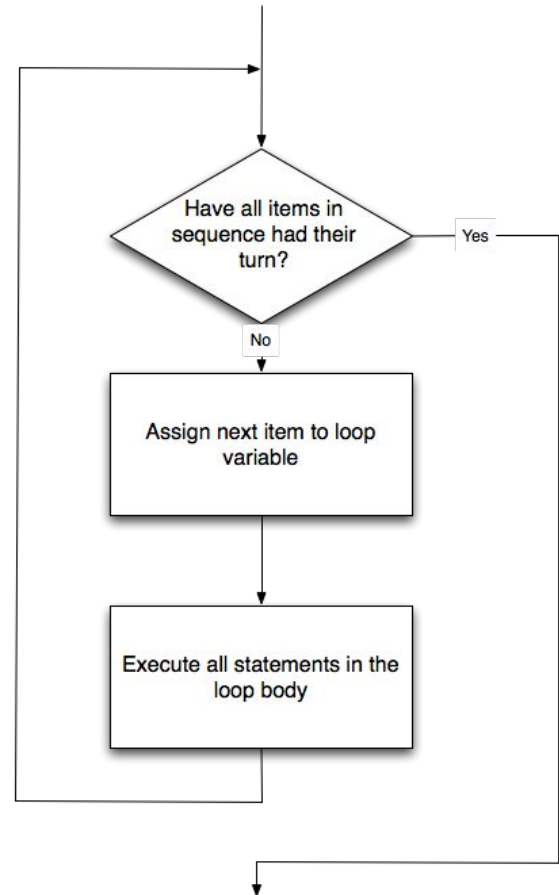 Have all items in
sequence had their
turn?
Yes
No
Assign next item to loop
variable
Execute all statements in the
loop body